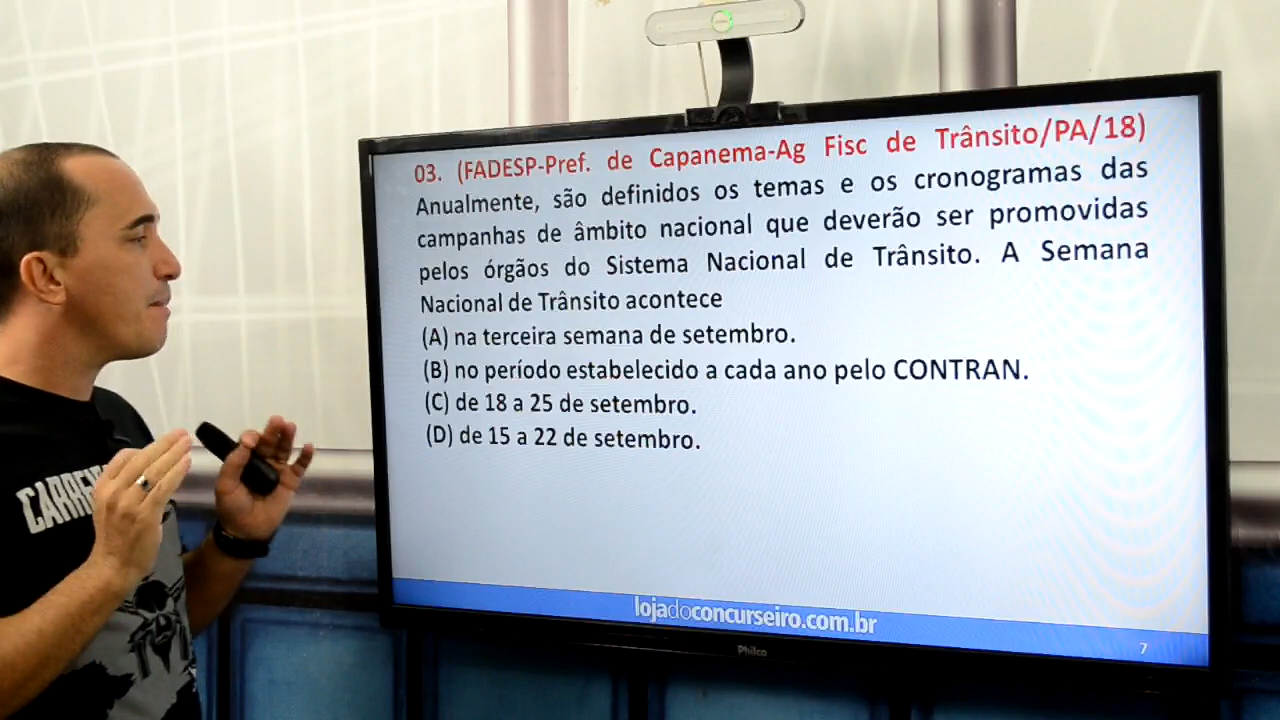 03. (FADESP-Pref. de Capanema-Ag Fisc de Trânsito/PA/18)
Anualmente, são definidos os temas e os cronogramas das
campanhas de âmbito nacional que deverão ser promovidas
pelos órgãos do Sistema Nacional de Trânsito. A Semana
Nacional de Trânsito acontece
(A) na terceira semana de setembro.
(B) no período estabelecido a cada ano pelo CONTRAN.
(C) de 18 a 25 de setembro.
(D) de 15 a 22 de setembro.
lojadoconcurseiro.com.br
7
Philco